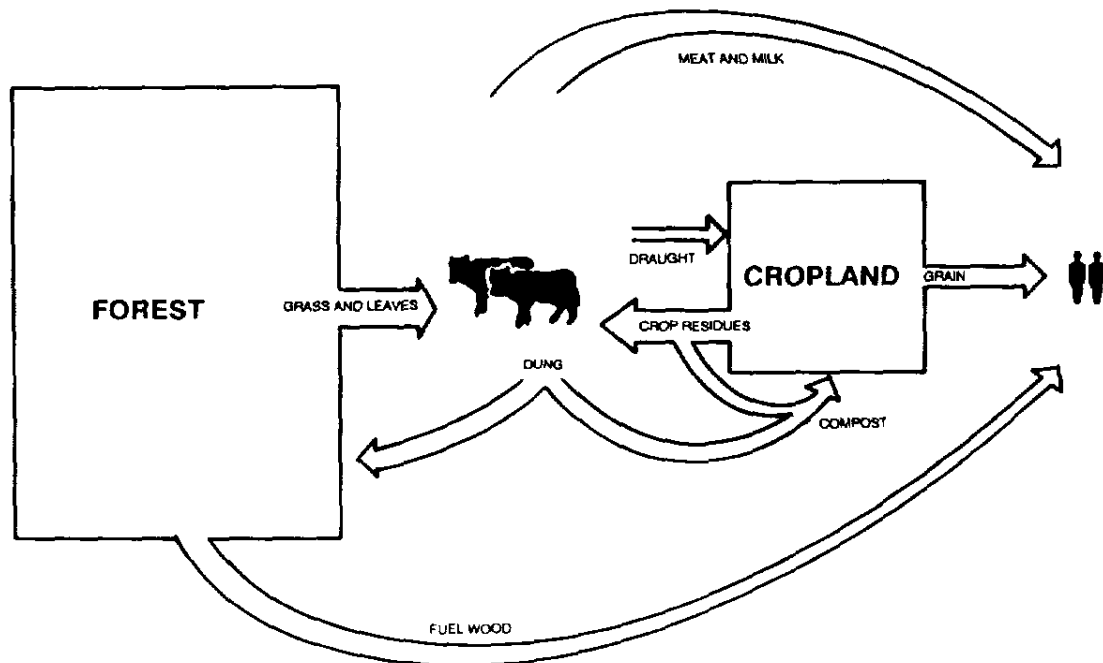 MEAT AND MILK
DRAUGHT
CROPLAND
GRAIN
FOREST
GRASS AND LEAVES
CROP RESIDUES
DUNG
COMPOST
FUEL WOOD